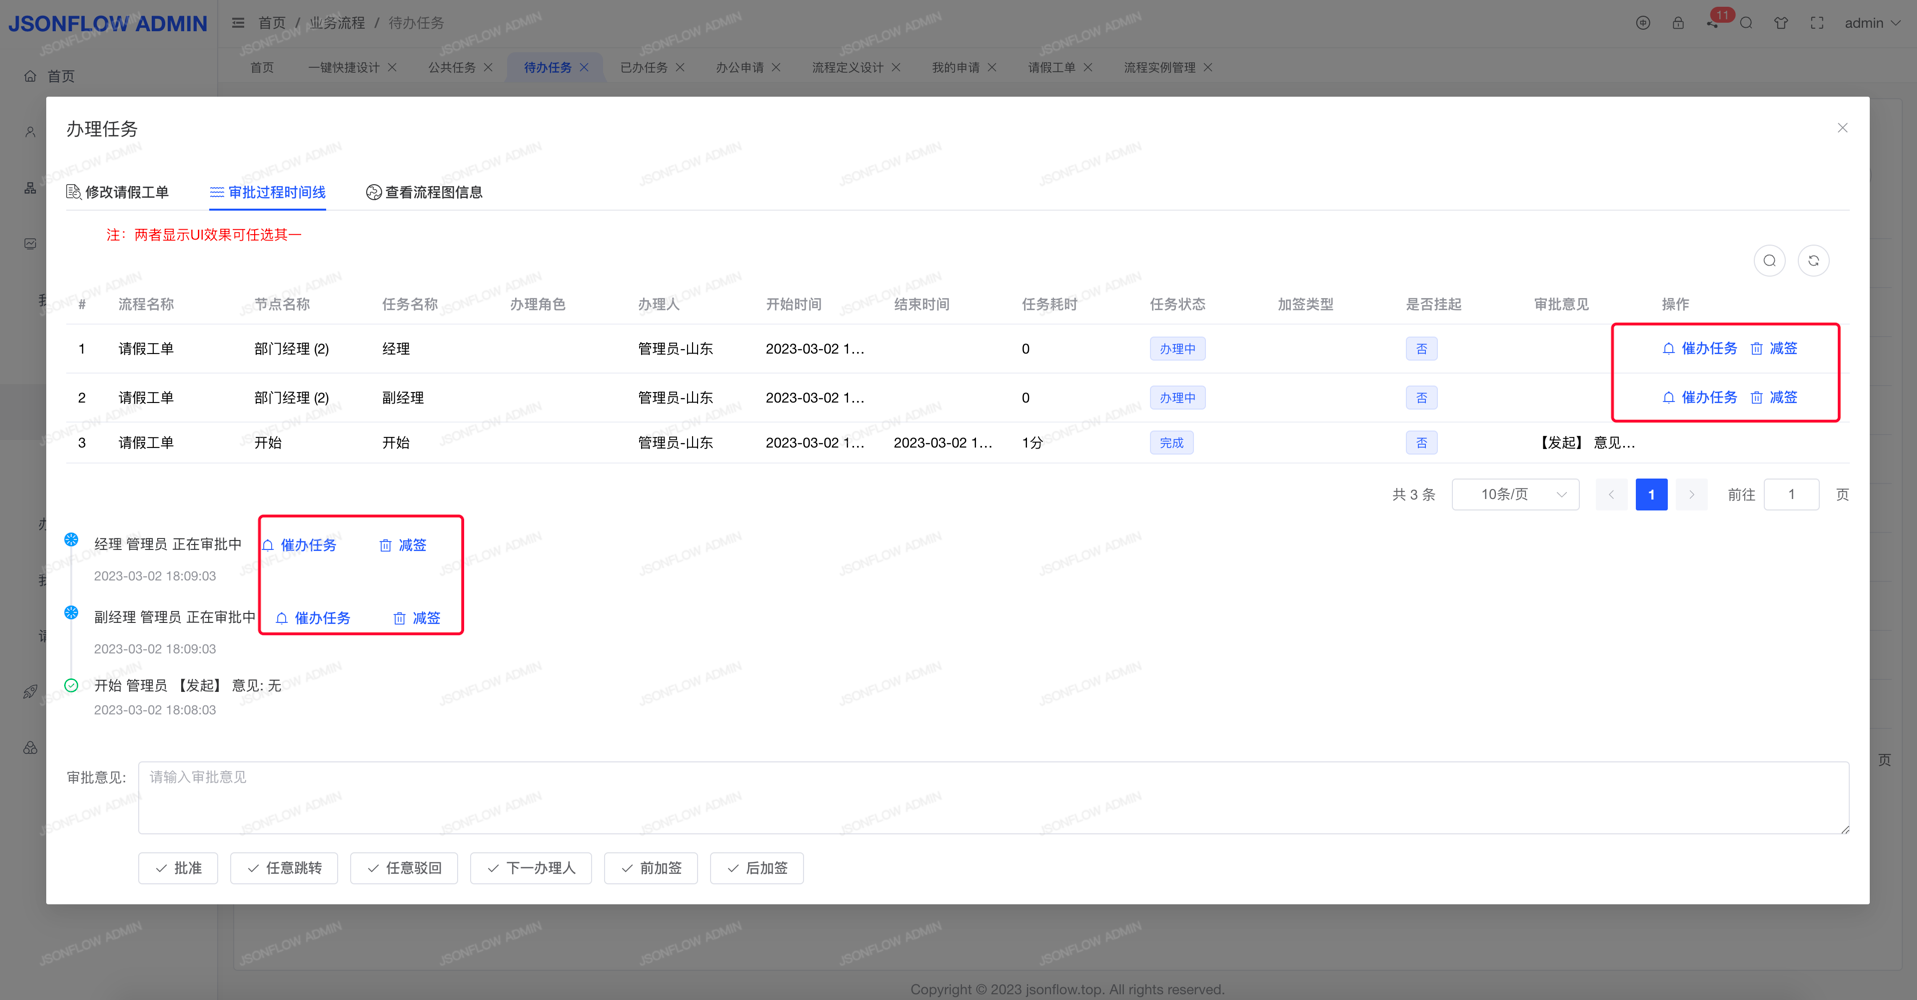 JSONFLOW ADMIN
首页 / 业务流程 / 待办任务
11
admin
首页
首页 一键快捷设计 公共任务 待办任务 已办任务 办公申请 流程定义设计 我的申请 请假工单 流程实例管理
办理任务
修改请假工单 审批过程时间线 查看流程图信息
注：两者显示UI效果可任选其一
# 流程名称 节点名称 任务名称 办理角色 办理人 开始时间 结束时间 任务耗时 任务状态 加签类型 是否挂起 审批意见 操作
1 请假工单 部门经理 (2) 经理 管理员-山东 2023-03-02 1... 0 办理中 否 催办任务 减签
2 请假工单 部门经理 (2) 副经理 管理员-山东 2023-03-02 1... 0 办理中 否 催办任务 减签
3 请假工单 开始 开始 管理员-山东 2023-03-02 1... 2023-03-02 1... 1分 完成 否 【发起】 意见...
共 3 条 10条/页 1 前往 1 页
经理 管理员 正在审批中 催办任务 减签
2023-03-02 18:09:03
副经理 管理员 正在审批中 催办任务 减签
2023-03-02 18:09:03
开始 管理员 【发起】 意见: 无
2023-03-02 18:08:03
页
审批意见: 请输入审批意见
批准 任意跳转 任意驳回 下一办理人 前加签 后加签
Copyright © 2023 jsonflow.top. All rights reserved.